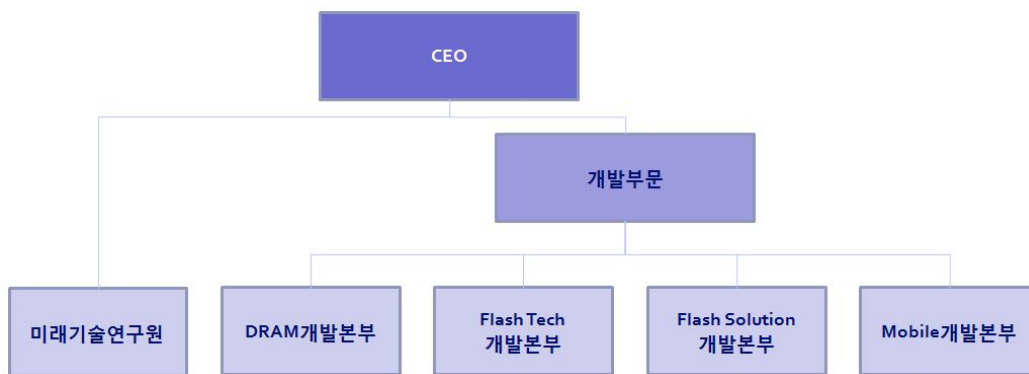 CEO
개발부문
미래기술연구원
DRAM개발본부
Flash Tech
개발본부
Flash Solution
개발본부
Mobile개발본부